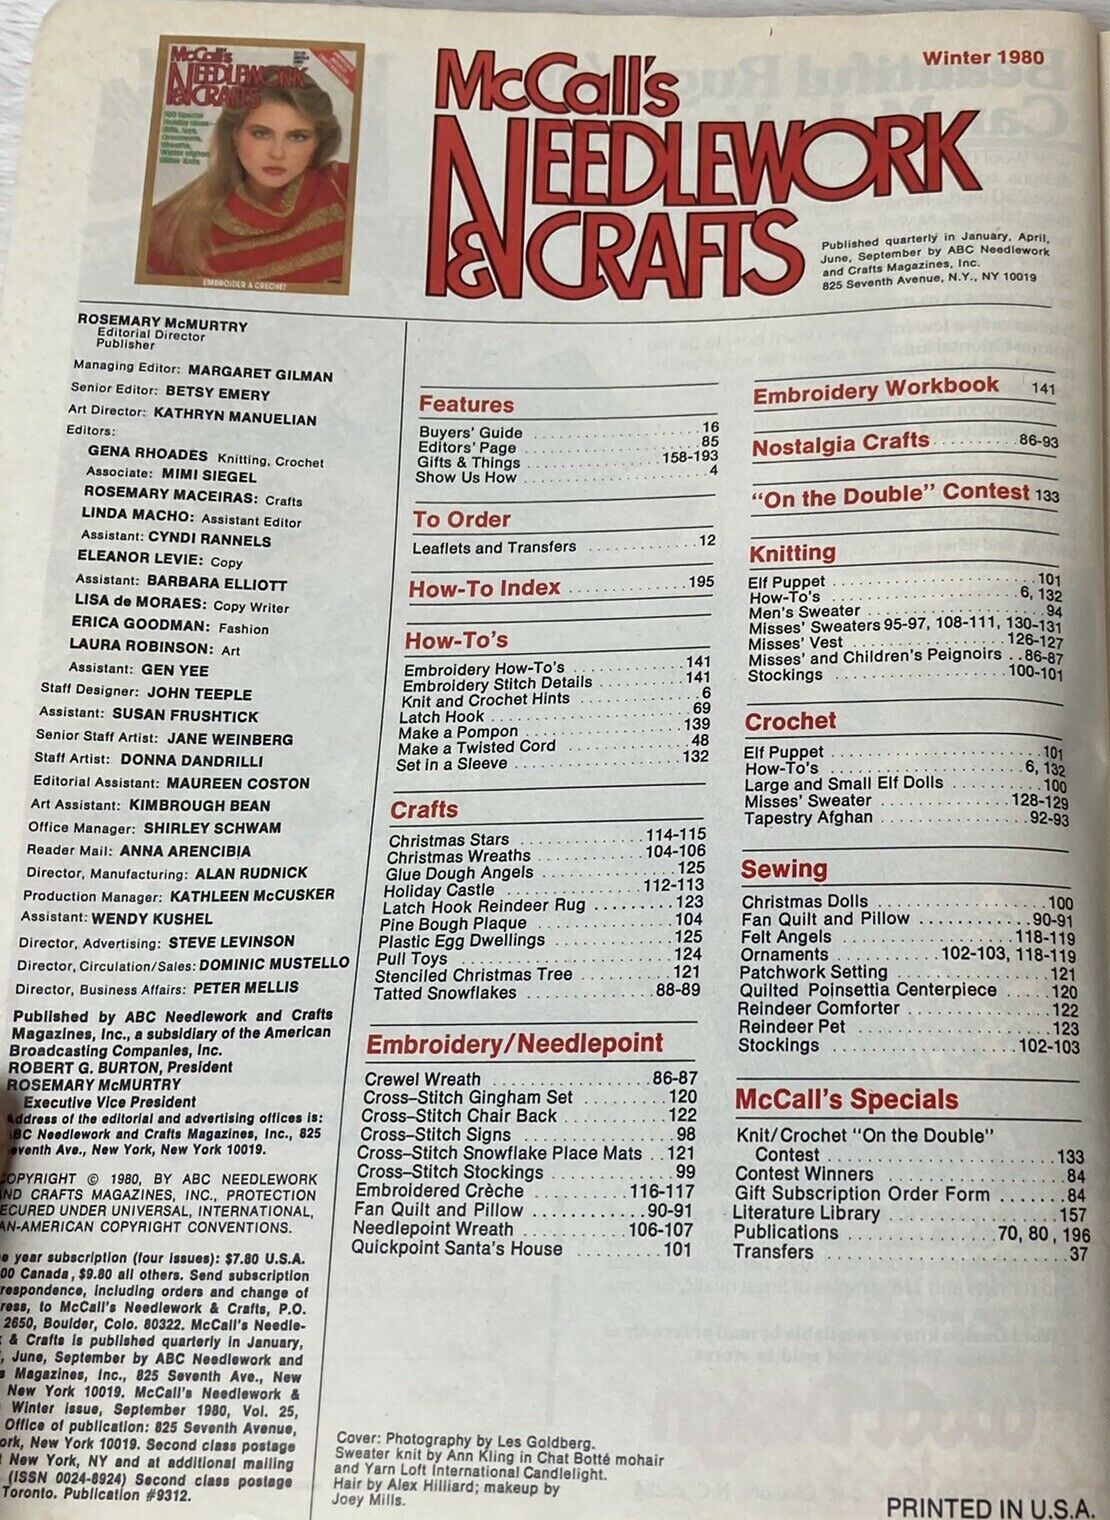 McCall's
NEEDLEWORK
& CRAFTS
EMBROIDER A CRECHE!
McCall's
NEEDLEWORK
& CRAFTS
Winter 1980
Published quarterly in January, April,
June, September by ABC Needlework
and Crafts Magazines, Inc.
825 Seventh Avenue, N.Y., NY 10019
ROSEMARY McMURTRY
Editorial Director
Publisher
Managing Editor: MARGARET GILMAN
Senior Editor: BETSY EMERY
Art Director: KATHRYN MANUELIAN
Editors:
GENA RHOADES Knitting, Crochet
Associate: MIMI SIEGEL
ROSEMARY MACEIRAS: Crafts
LINDA MACHO: Assistant Editor
Assistant: CYNDI RANNELS
ELEANOR LEVIE: Copy
Assistant: BARBARA ELLIOTT
LISA de MORAES: Copy Writer
ERICA GOODMAN: Fashion
LAURA ROBINSON: Art
Assistant: GEN YEE
Staff Designer: JOHN TEEPLE
Assistant: SUSAN FRUSHTICK
Senior Staff Artist: JANE WEINBERG
Staff Artist: DONNA DANDRILLI
Editorial Assistant: MAUREEN COSTON
Art Assistant: KIMBROUGH BEAN
Office Manager: SHIRLEY SCHWAM
Reader Mail: ANNA ARENCIBIA
Director, Manufacturing: ALAN RUDNICK
Production Manager: KATHLEEN McCUSKER
Assistant: WENDY KUSHEL
Director, Advertising: STEVE LEVINSON
Director, Circulation/Sales: DOMINIC MUSTELLO
Director, Business Affairs: PETER MELLIS
Published by ABC Needlework and Crafts
Magazines, Inc., a subsidiary of the American
Broadcasting Companies, Inc.
ROBERT G. BURTON, President
ROSEMARY McMURTRY
Executive Vice President
Address of the editorial and advertising offices is:
BC Needlework and Crafts Magazines, Inc., 825
eventh Ave., New York, New York 10019.
OPYRIGHT © 1980, BY ABC NEEDLEWORK
ND CRAFTS MAGAZINES, INC., PROTECTION
ECURED UNDER UNIVERSAL, INTERNATIONAL,
AN-AMERICAN COPYRIGHT CONVENTIONS.
e year subscription (four issues): $7.80 U.S.A.
00 Canada, $9.80 all others. Send subscription
respondence, including orders and change of
ress, to McCall's Needlework & Crafts, P.O.
2650, Boulder, Colo. 80322. McCall's Needle-
& Crafts is published quarterly in January,
, June, September by ABC Needlework and
s Magazines, Inc., 825 Seventh Ave., New
New York 10019. McCall's Needlework &
Winter issue, September 1980, Vol. 25,
Office of publication: 825 Seventh Avenue,
ork, New York 10019. Second class postage
New York, NY and at additional mailing
(ISSN 0024-8924) Second class postage
Toronto. Publication #9312.
Features
Buyers' Guide 16
Editors' Page 85
Gifts & Things 158-193
Show Us How 4
To Order
Leaflets and Transfers 12
How-To Index 195
How-To's
Embroidery How-To's 141
Embroidery Stitch Details 141
Knit and Crochet Hints 6
Latch Hook 69
Make a Pompon 139
Make a Twisted Cord 48
Set in a Sleeve 132
Crafts
Christmas Stars 114-115
Christmas Wreaths 104-106
Glue Dough Angels 125
Holiday Castle 112-113
Latch Hook Reindeer Rug 123
Pine Bough Plaque 104
Plastic Egg Dwellings 125
Pull Toys 124
Stenciled Christmas Tree 121
Tatted Snowflakes 88-89
Embroidery/Needlepoint
Crewel Wreath 86-87
Cross-Stitch Gingham Set 120
Cross-Stitch Chair Back 122
Cross-Stitch Signs 98
Cross-Stitch Snowflake Place Mats 121
Cross-Stitch Stockings 99
Embroidered Crèche 116-117
Fan Quilt and Pillow 90-91
Needlepoint Wreath 106-107
Quickpoint Santa's House 101
Cover: Photography by Les Goldberg.
Sweater knit by Ann Kling in Chat Botté mohair
and Yarn Loft International Candlelight.
Hair by Alex Hilliard; makeup by
Joey Mills.
Embroidery Workbook 141
Nostalgia Crafts 86-93
"On the Double" Contest 133
Knitting
Elf Puppet 101
How-To's 6, 132
Men's Sweater 94
Misses' Sweaters 95-97, 108-111, 130-131
Misses' Vest 126-127
Misses' and Children's Peignoirs 86-87
Stockings 100-101
Crochet
Elf Puppet 101
How-To's 6, 132
Large and Small Elf Dolls 100
Misses' Sweater 128-129
Tapestry Afghan 92-93
Sewing
Christmas Dolls 100
Fan Quilt and Pillow 90-91
Felt Angels 118-119
Ornaments 102-103, 118-119
Patchwork Setting 121
Quilted Poinsettia Centerpiece 120
Reindeer Comforter 122
Reindeer Pet 123
Stockings 102-103
McCall's Specials
Knit/Crochet "On the Double"
Contest 133
Contest Winners 84
Gift Subscription Order Form 84
Literature Library 157
Publications 70, 80, 196
Transfers 37
PRINTED IN U.S.A.